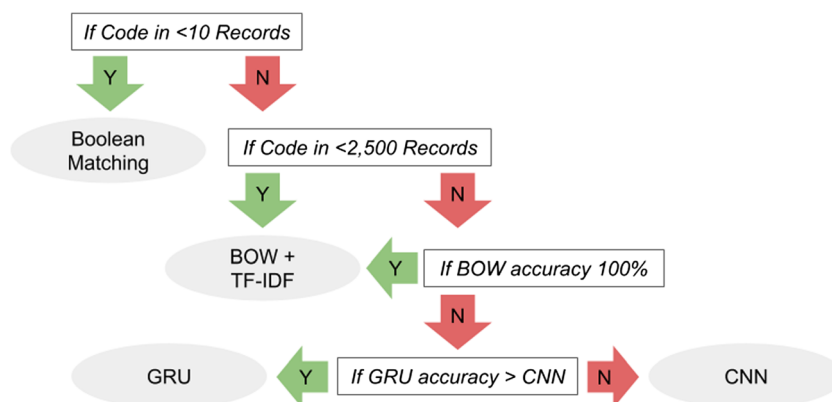 If Code in <10 Records
Y
N
Boolean
Matching
If Code in <2,500 Records
Y
N
BOW +
TF-IDF
Y
If BOW accuracy 100%
N
GRU
Y
If GRU accuracy > CNN
N
CNN